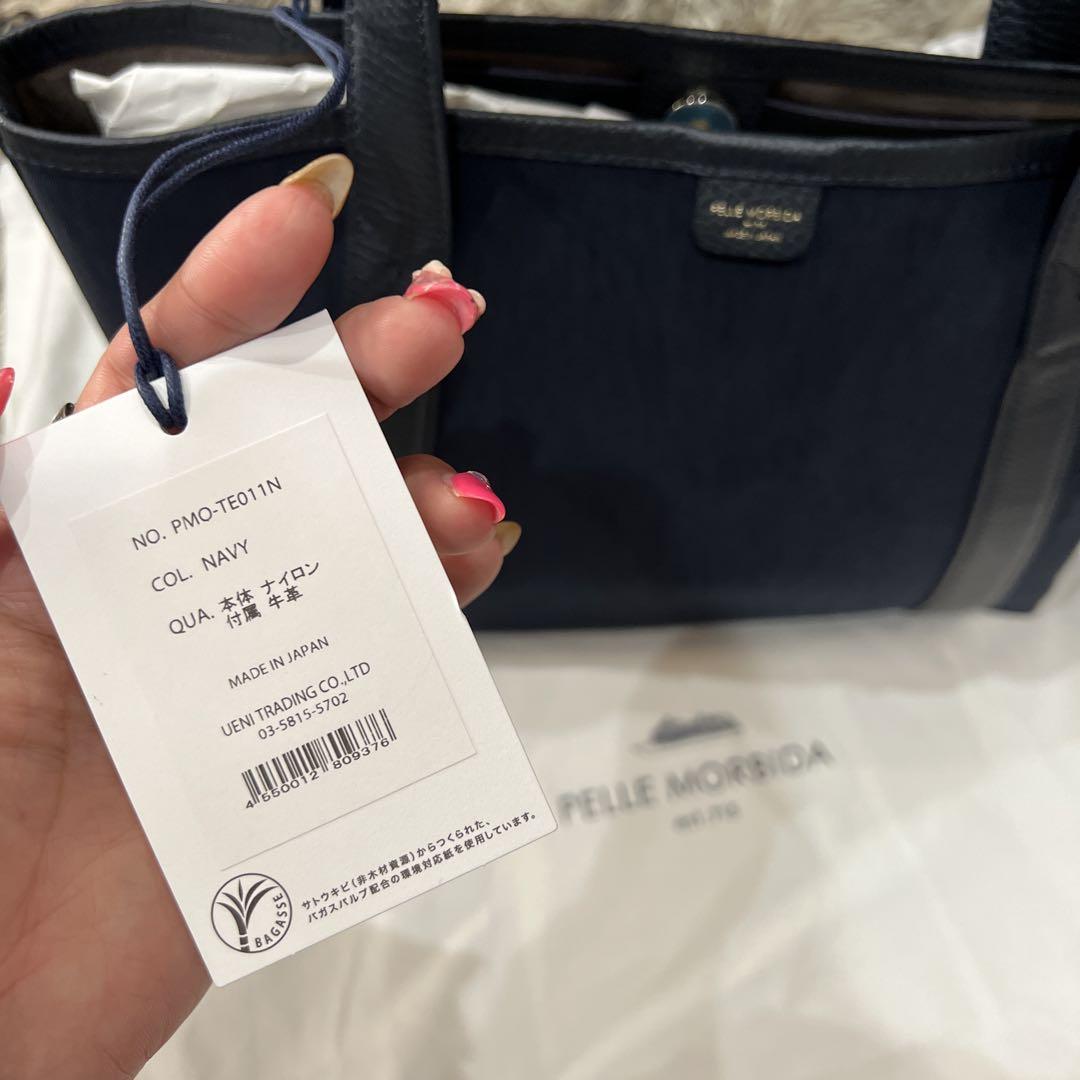 PELLE MORBIDA
NO. PMO-TE011N
COL. NAVY
QUA. 本体 ナイロン
付属 牛革
MADE IN JAPAN
UENI TRADING CO.,LTD
03-5815-5702
4 550012 809376
BAGASSE
サトウキビ(非木材資源)からつくられた、
バガスパルプ配合の環境対応紙を使用しています。
PELLE MORBIDA